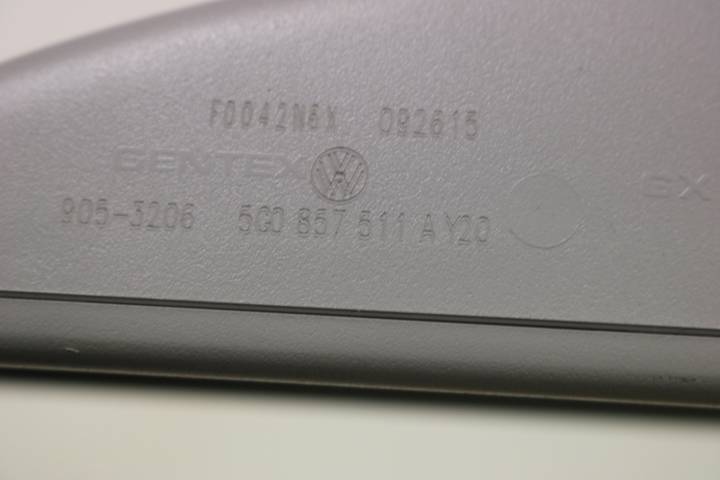 F0042N6X 092615
GENTEX
905-3206 5G0 857 511 A Y20